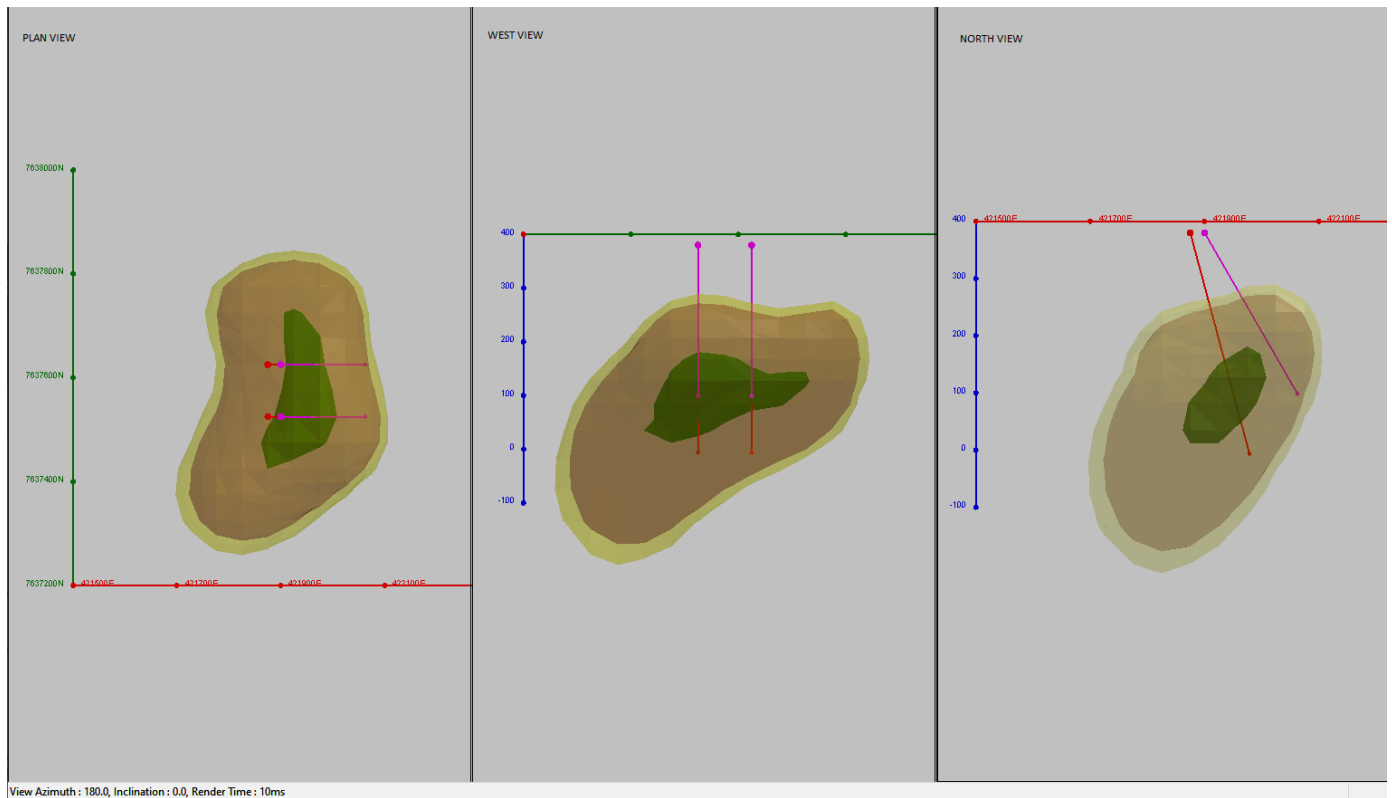 PLAN VIEW
WEST VIEW
NORTH VIEW
7638000N
7637800N
7637600N
7637400N
7637200N
421500E
421700E
421900E
422100E
400
300
200
100
0
-100
400
300
200
100
0
-100
421500E
421700E
421900E
422100E
View Azimuth : 180.0, Inclination : 0.0, Render Time : 10ms